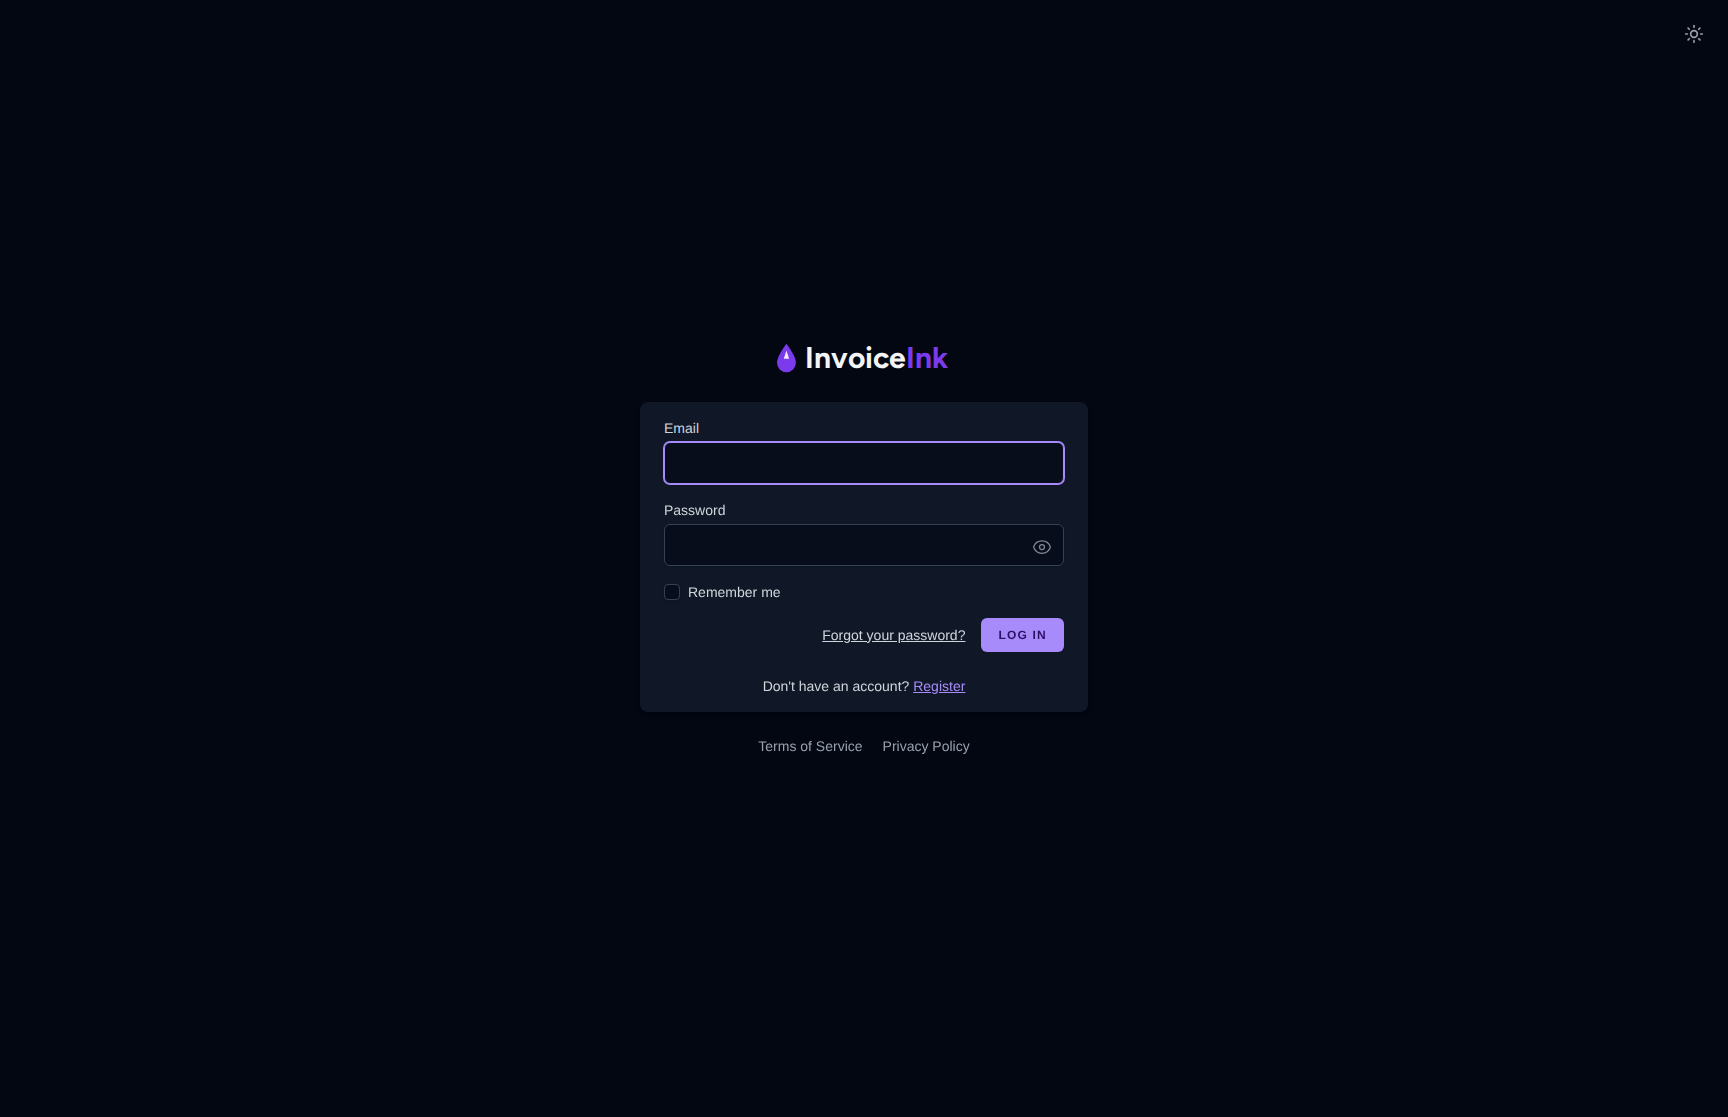 InvoiceInk
Email
Password
Remember me
Forgot your password? LOG IN
Don't have an account? Register
Terms of Service Privacy Policy